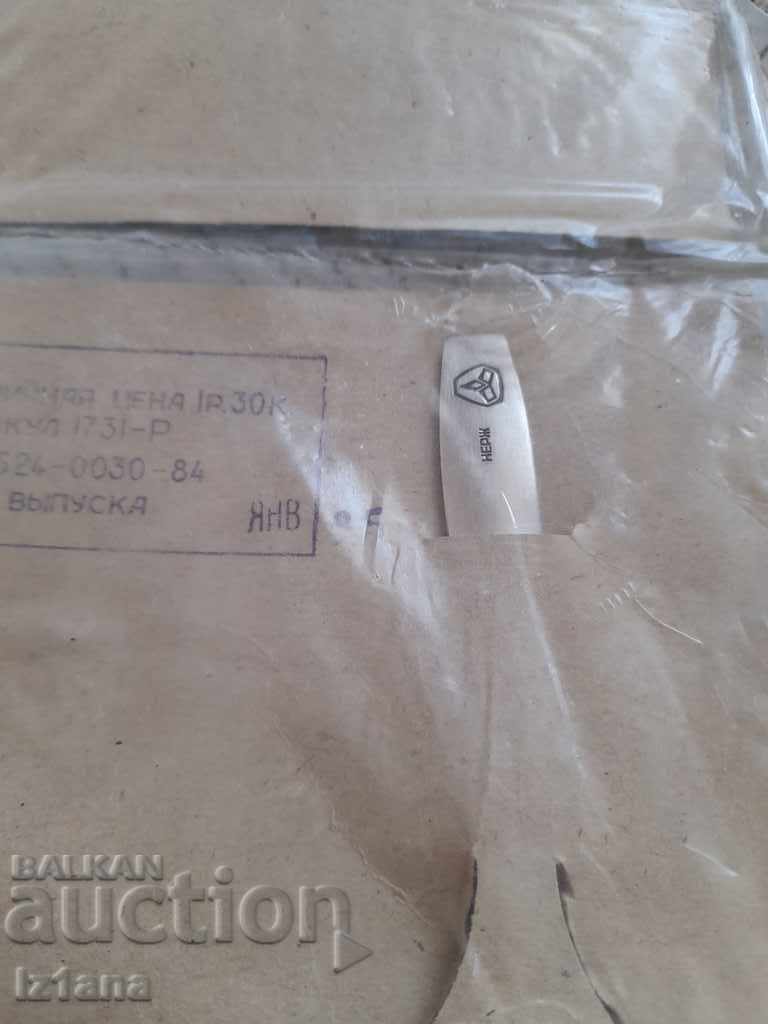 ЦЕНА 1Р.30К
1731-Р
524-0030-84
ВЫПУСКА ЯНВ
НЕРЖ
BALKAN
auction
iz1ana